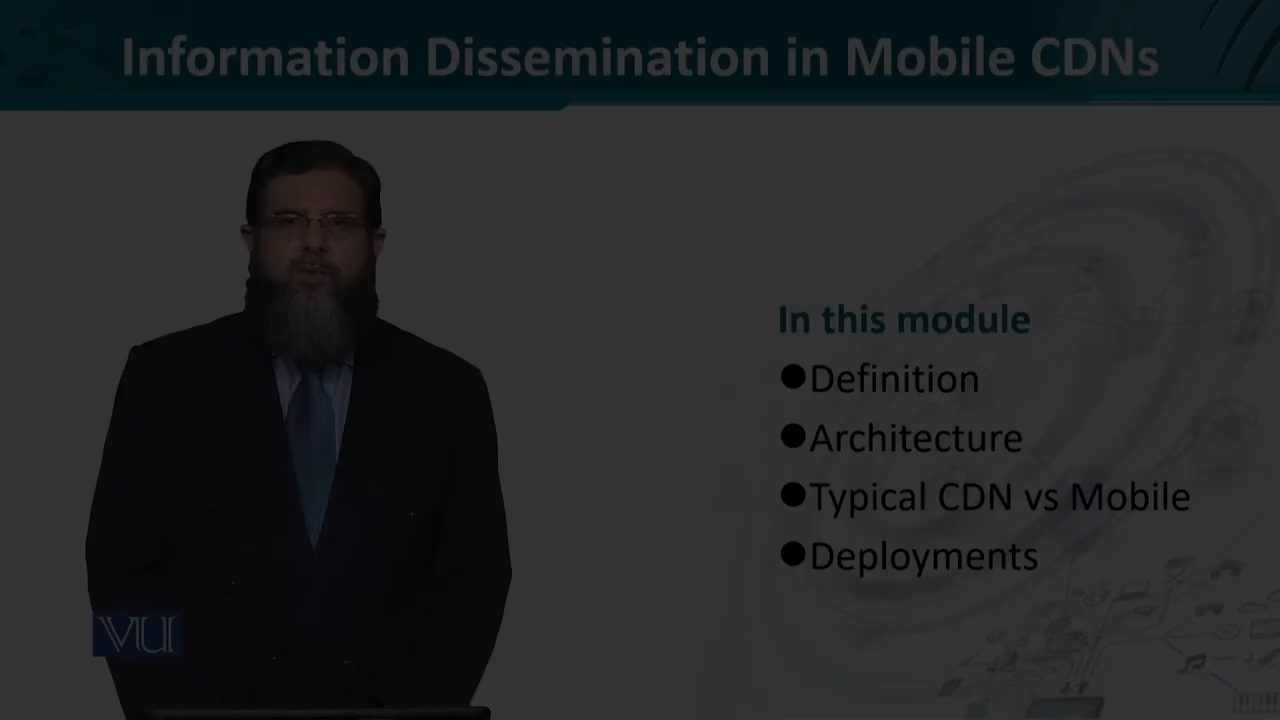 Information Dissemination in Mobile CDNs
In this module
●Definition
●Architecture
●Typical CDN vs Mobile
●Deployments
VU